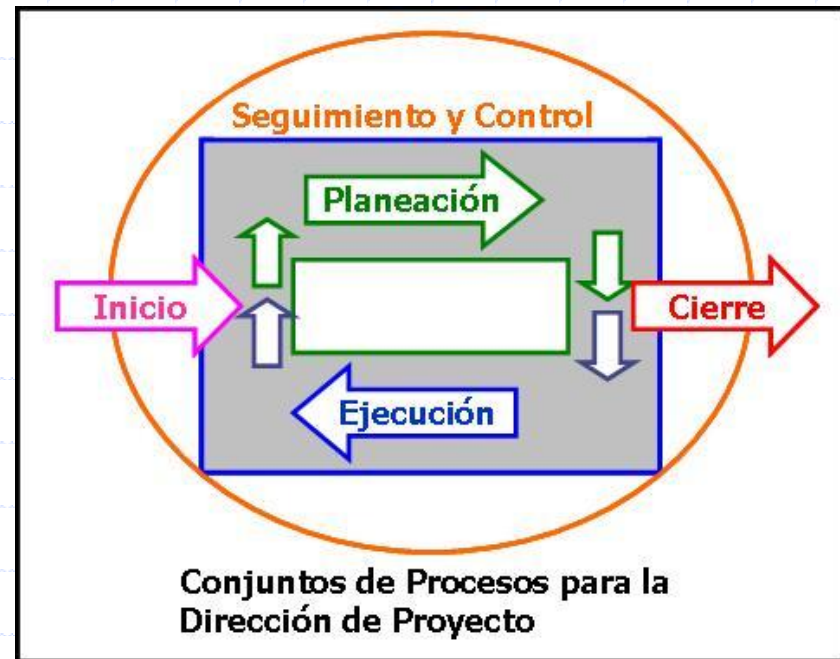 Seguimiento y Control
Planeación
Inicio
Cierre
Ejecución
Conjuntos de Procesos para la
Dirección de Proyecto